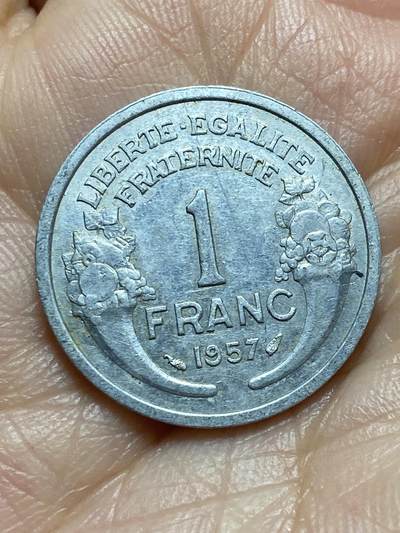 LIBERTE·EGALITE
FRATERNITE
1
FRANC
1957